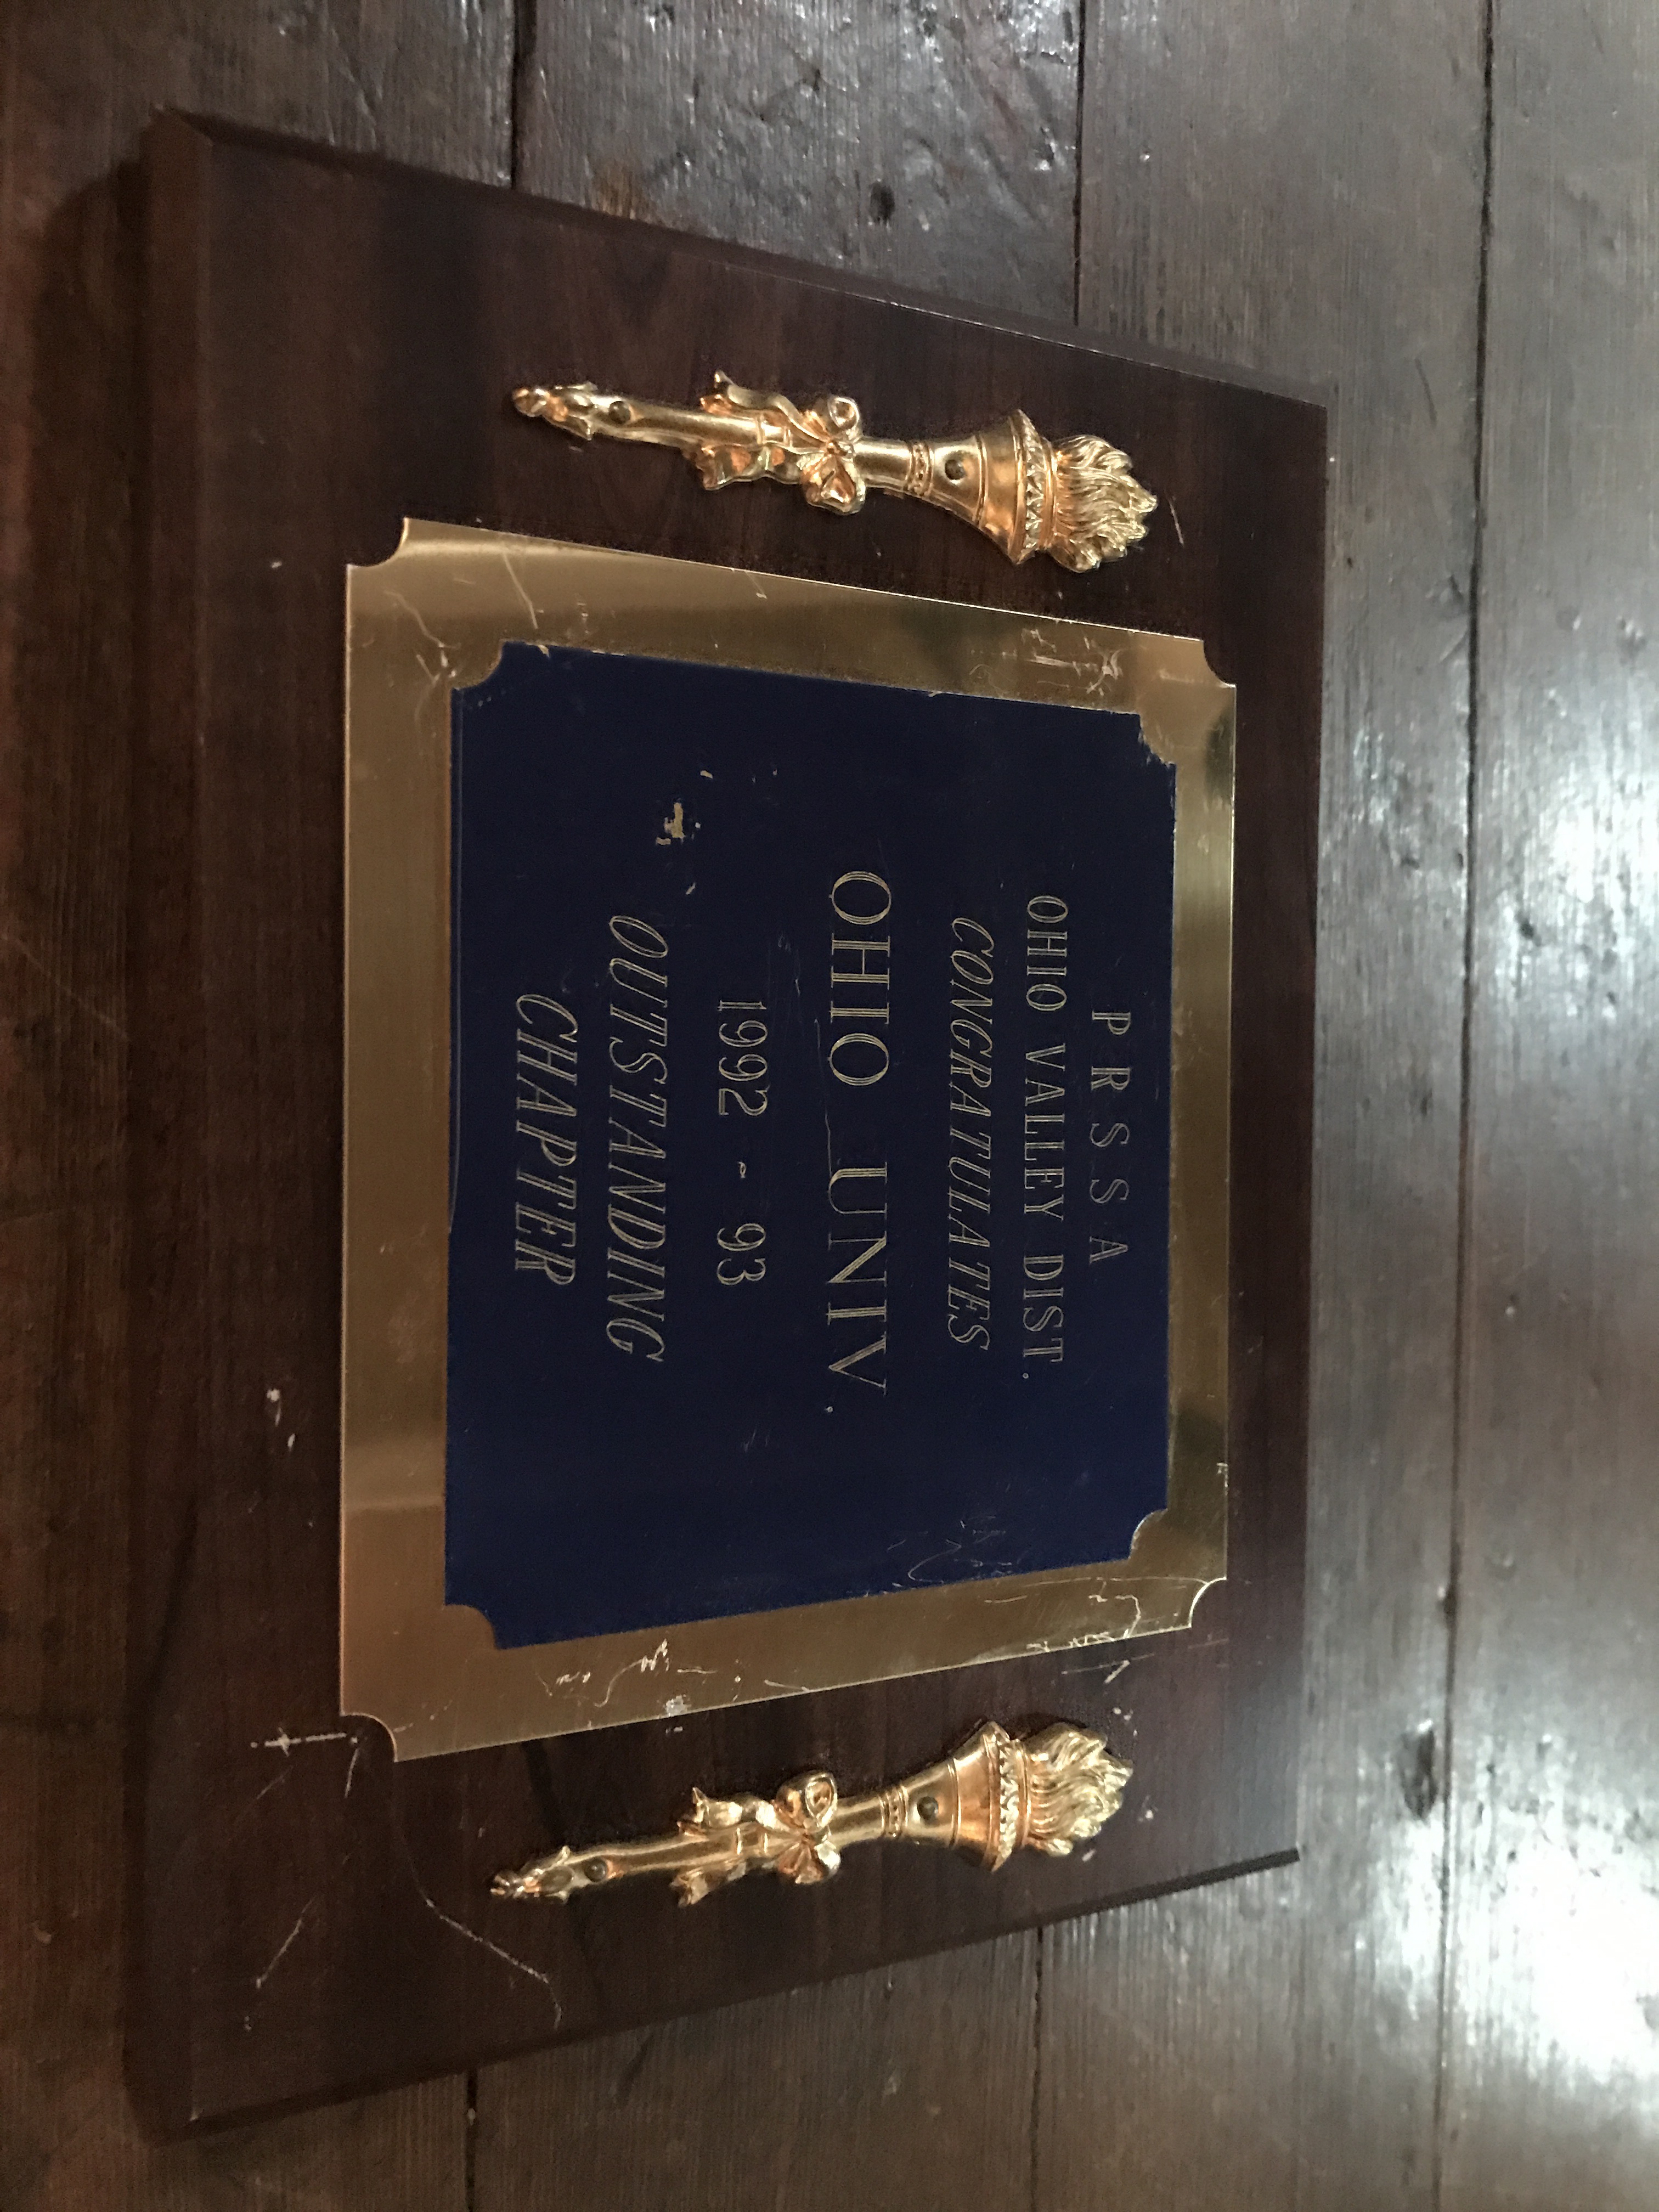 PRSSA
OHIO VALLEY DIST.
CONGRATULATES
OHIO UNIV.
1992 - 93
OUTSTANDING
CHAPTER